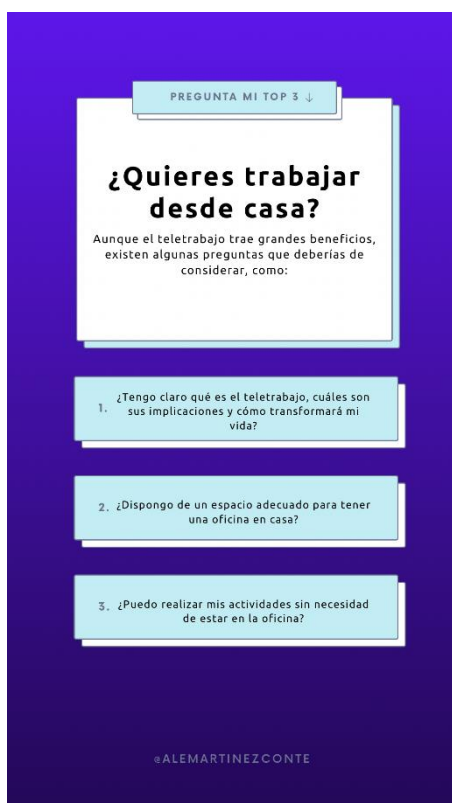 PREGUNTA MI TOP 3 ↓
¿Quieres trabajar
desde casa?
Aunque el teletrabajo trae grandes beneficios,
existen algunas preguntas que deberías de
considerar, como:
1. ¿Tengo claro qué es el teletrabajo, cuáles son
sus implicaciones y cómo transformará mi
vida?
2. ¿Dispongo de un espacio adecuado para tener
una oficina en casa?
3. ¿Puedo realizar mis actividades sin necesidad
de estar en la oficina?
@ALEMARTINEZCONTE